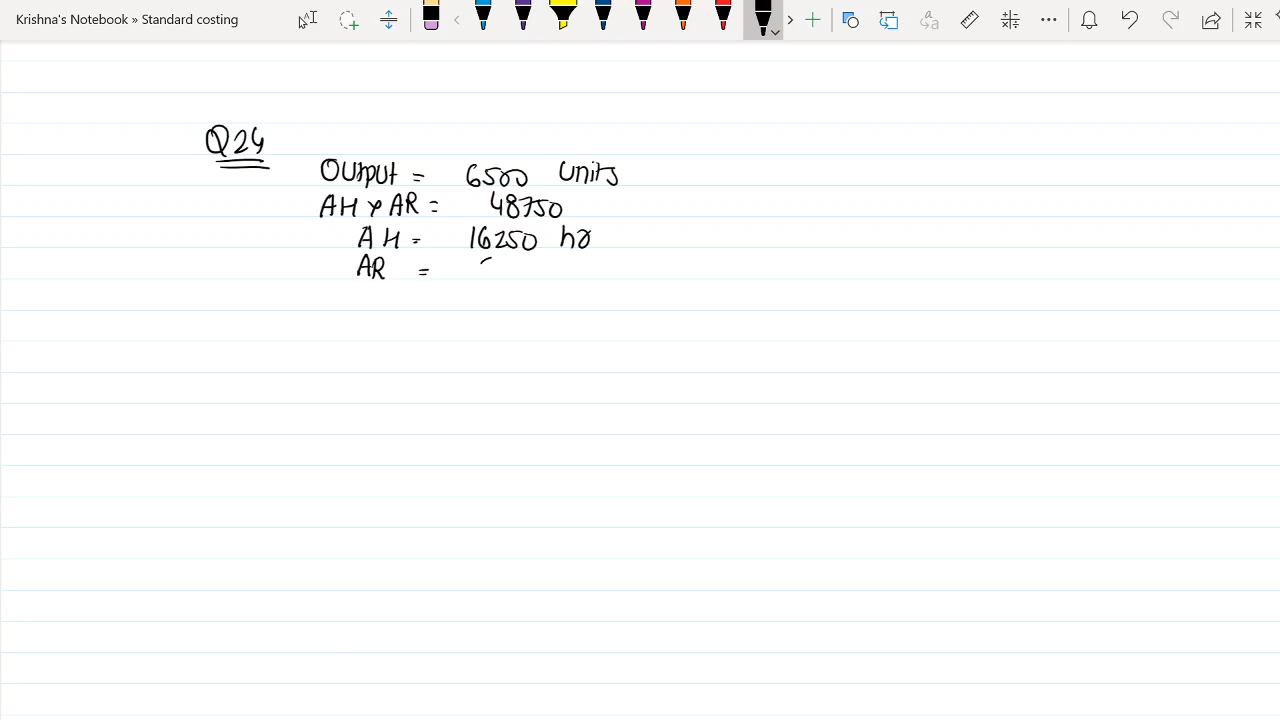 Krishna's Notebook » Standard costing
Q24
Output = 6500 Units
AH × AR = 48750
AH = 16250 hr
AR =